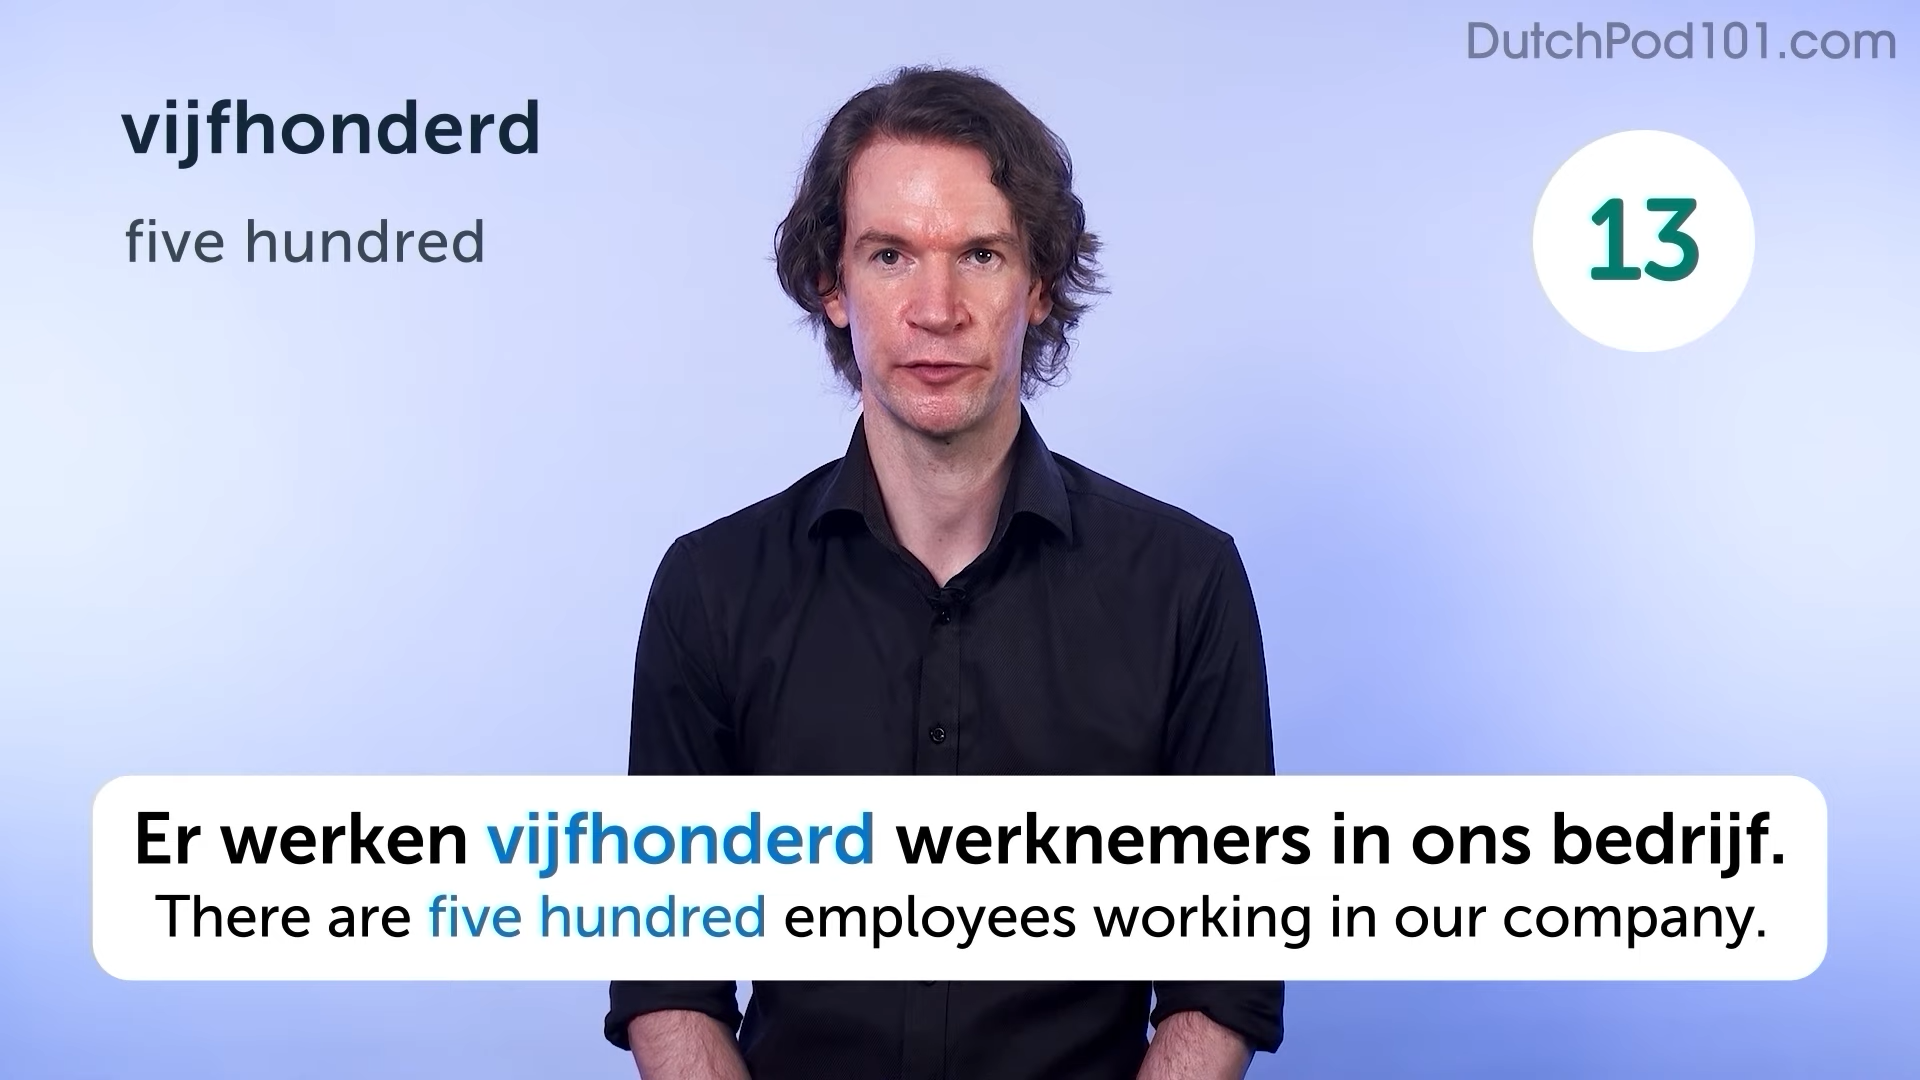 DutchPod101.com
vijfhonderd
five hundred
13
Er werken vijfhonderd werknemers in ons bedrijf.
There are five hundred employees working in our company.